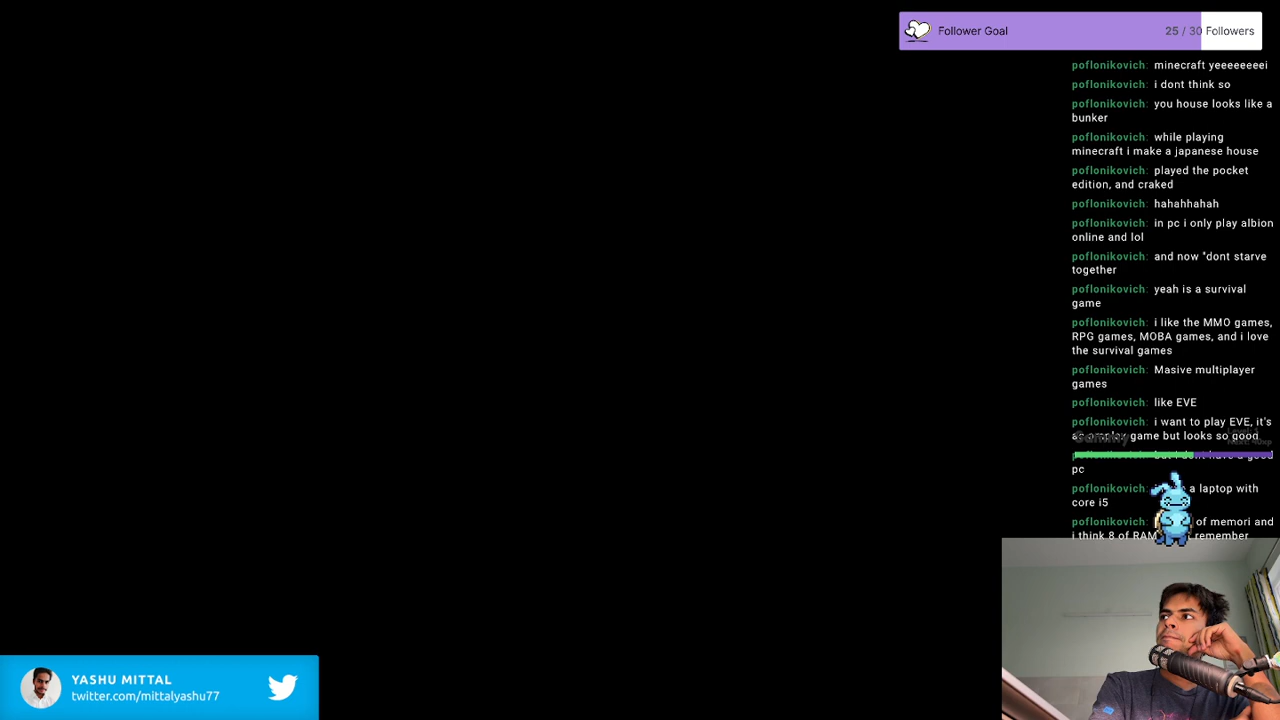 Follower Goal
25 / 30 Followers
poflonikovich: minecraft yeeeeeeeei
poflonikovich: i dont think so
poflonikovich: you house looks like a
bunker
poflonikovich: while playing
minecraft i make a japanese house
poflonikovich: played the pocket
edition, and craked
poflonikovich: hahahhahah
poflonikovich: in pc i only play albion
online and lol
poflonikovich: and now "dont starve
together
poflonikovich: yeah is a survival
game
poflonikovich: i like the MMO games,
RPG games, MOBA games, and i love
the survival games
poflonikovich: Masive multiplayer
games
poflonikovich: like EVE
poflonikovich: i want to play EVE, it's
game but looks so good
pc
poflonikovich: a laptop with
core i5
poflonikovich: of memori and
i think 8 of RAM remember
YASHU MITTAL
twitter.com/mittalyashu77